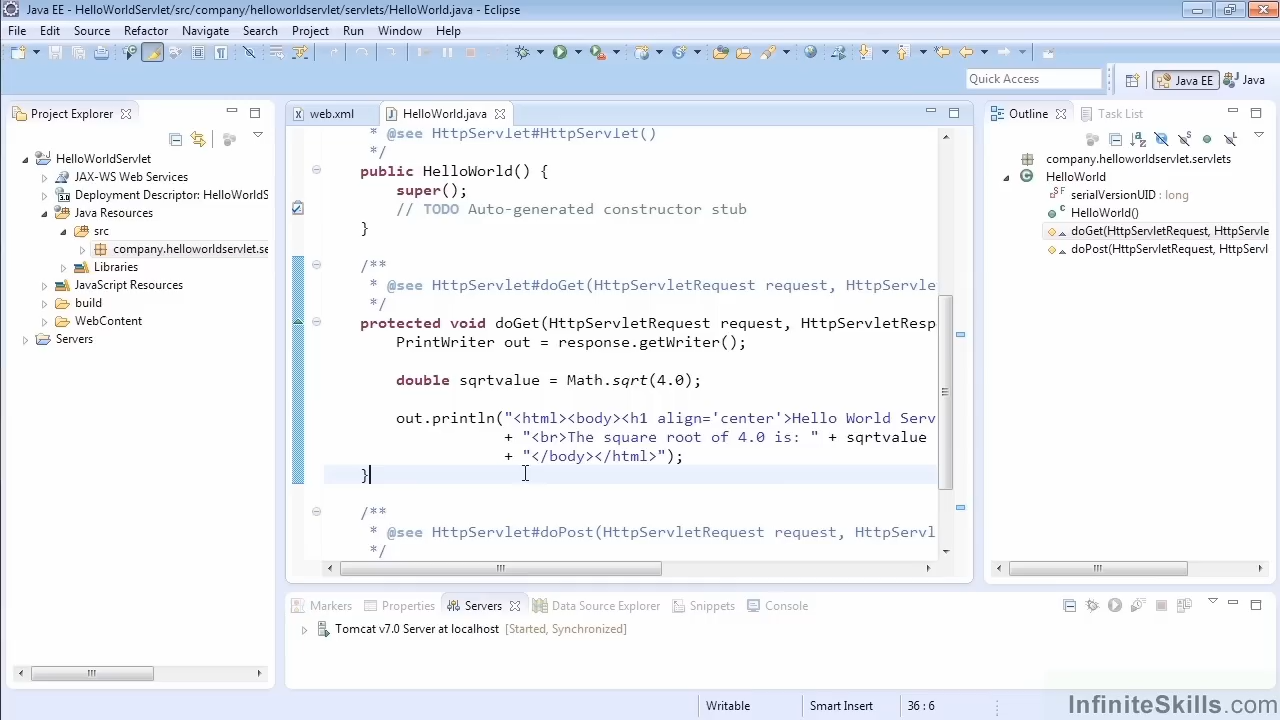 Java EE - HelloWorldServlet/src/company/helloworldservlet/servlets/HelloWorld.java - Eclipse
File Edit Source Refactor Navigate Search Project Run Window Help
Quick Access
Java EE
Java
Project Explorer
HelloWorldServlet
JAX-WS Web Services
Deployment Descriptor: HelloWorldS
Java Resources
src
company.helloworldservlet.se
Libraries
JavaScript Resources
build
WebContent
Servers
web.xml
HelloWorld.java
* @see HttpServlet#HttpServlet()
*/
public HelloWorld() {
super();
// TODO Auto-generated constructor stub
}
/**
* @see HttpServlet#doGet(HttpServletRequest request, HttpServle
*/
protected void doGet(HttpServletRequest request, HttpServletResp
PrintWriter out = response.getWriter();
double sqrtvalue = Math.sqrt(4.0);
out.println("<html><body><h1 align='center'>Hello World Serv
+ "<br>The square root of 4.0 is: " + sqrtvalue
+ "</body></html>");
}
/**
* @see HttpServlet#doPost(HttpServletRequest request, HttpServl
*/
Outline
Task List
company.helloworldservlet.servlets
HelloWorld
serialVersionUID : long
HelloWorld()
doGet(HttpServletRequest, HttpServle
doPost(HttpServletRequest, HttpServl
Markers Properties Servers Data Source Explorer Snippets Console
Tomcat v7.0 Server at localhost [Started, Synchronized]
Writable Smart Insert 36 : 6
InfiniteSkills.com